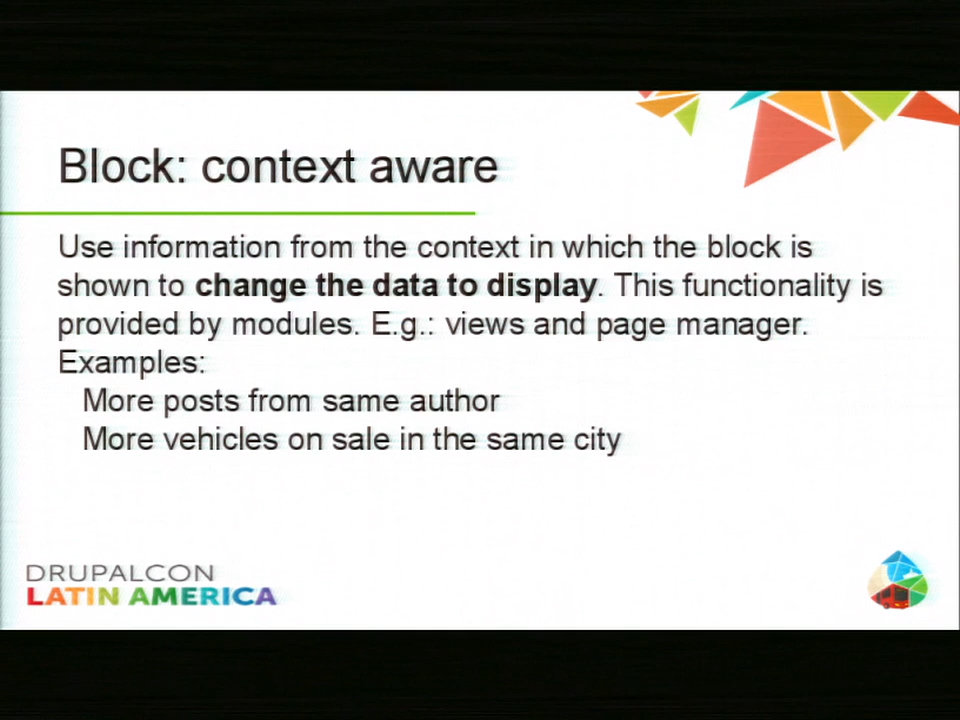 Block: context aware
Use information from the context in which the block is
shown to change the data to display. This functionality is
provided by modules. E.g.: views and page manager.
Examples:
More posts from same author
More vehicles on sale in the same city
DRUPALCON
LATIN AMERICA